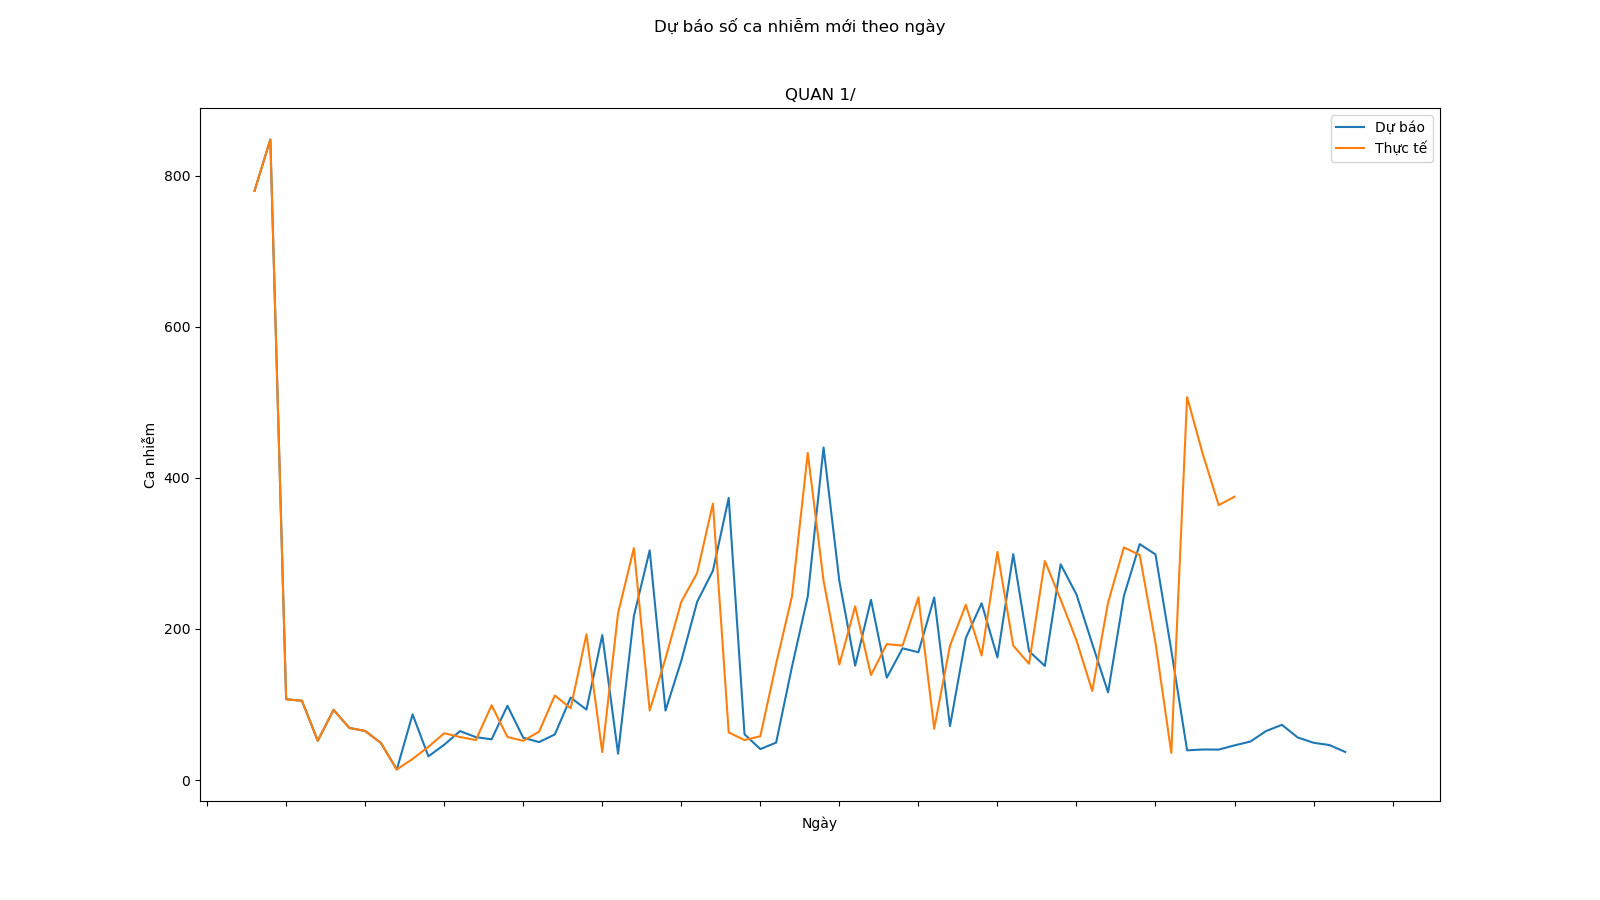 Dự báo số ca nhiễm mới theo ngày
QUAN 1/
Dự báo
Thực tế
800
600
400
200
0
Ca nhiễm
Ngày